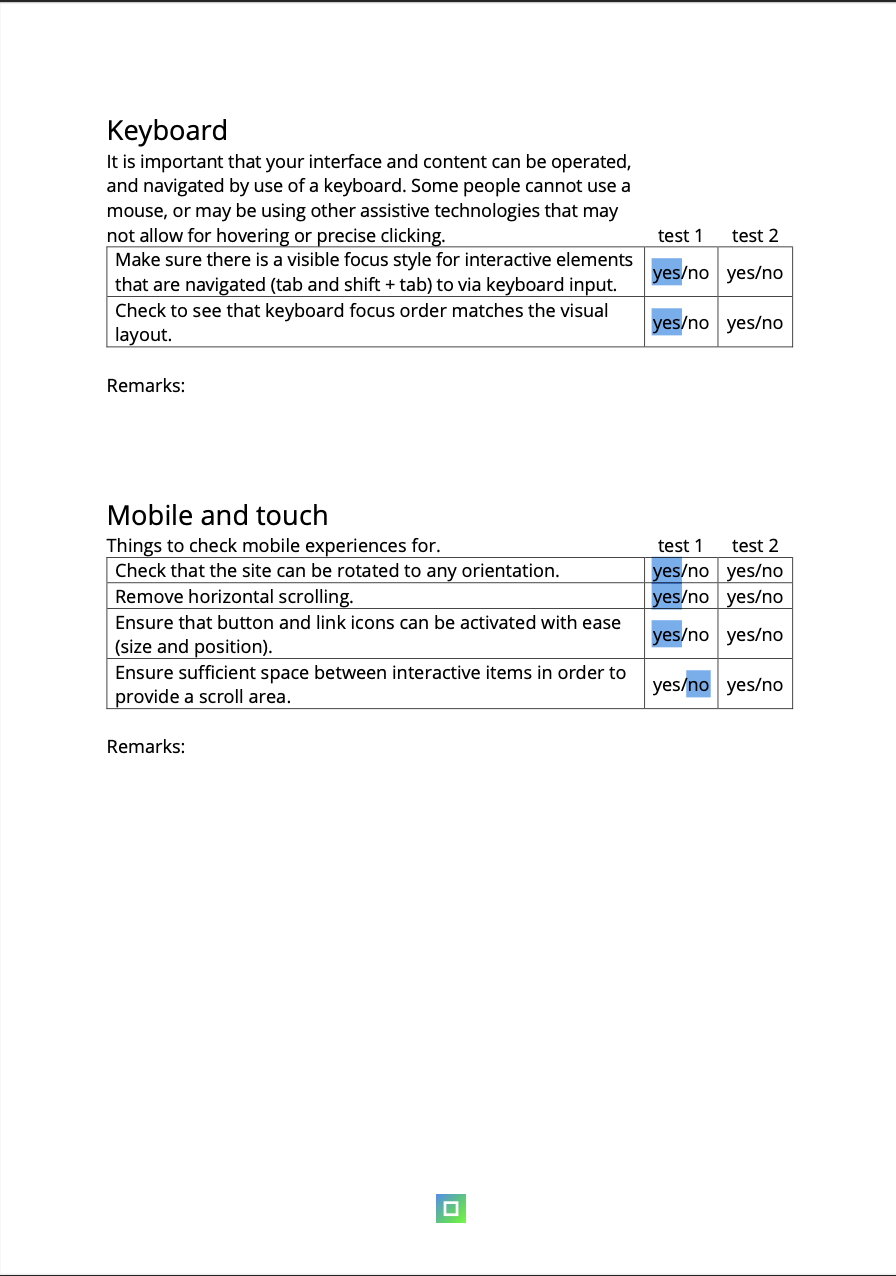 Keyboard
It is important that your interface and content can be operated,
and navigated by use of a keyboard. Some people cannot use a
mouse, or may be using other assistive technologies that may
not allow for hovering or precise clicking. test 1 test 2
Make sure there is a visible focus style for interactive elements
that are navigated (tab and shift + tab) to via keyboard input. yes/no yes/no
Check to see that keyboard focus order matches the visual
layout. yes/no yes/no
Remarks:
Mobile and touch
Things to check mobile experiences for. test 1 test 2
Check that the site can be rotated to any orientation. yes/no yes/no
Remove horizontal scrolling. yes/no yes/no
Ensure that button and link icons can be activated with ease
(size and position). yes/no yes/no
Ensure sufficient space between interactive items in order to
provide a scroll area. yes/no yes/no
Remarks: